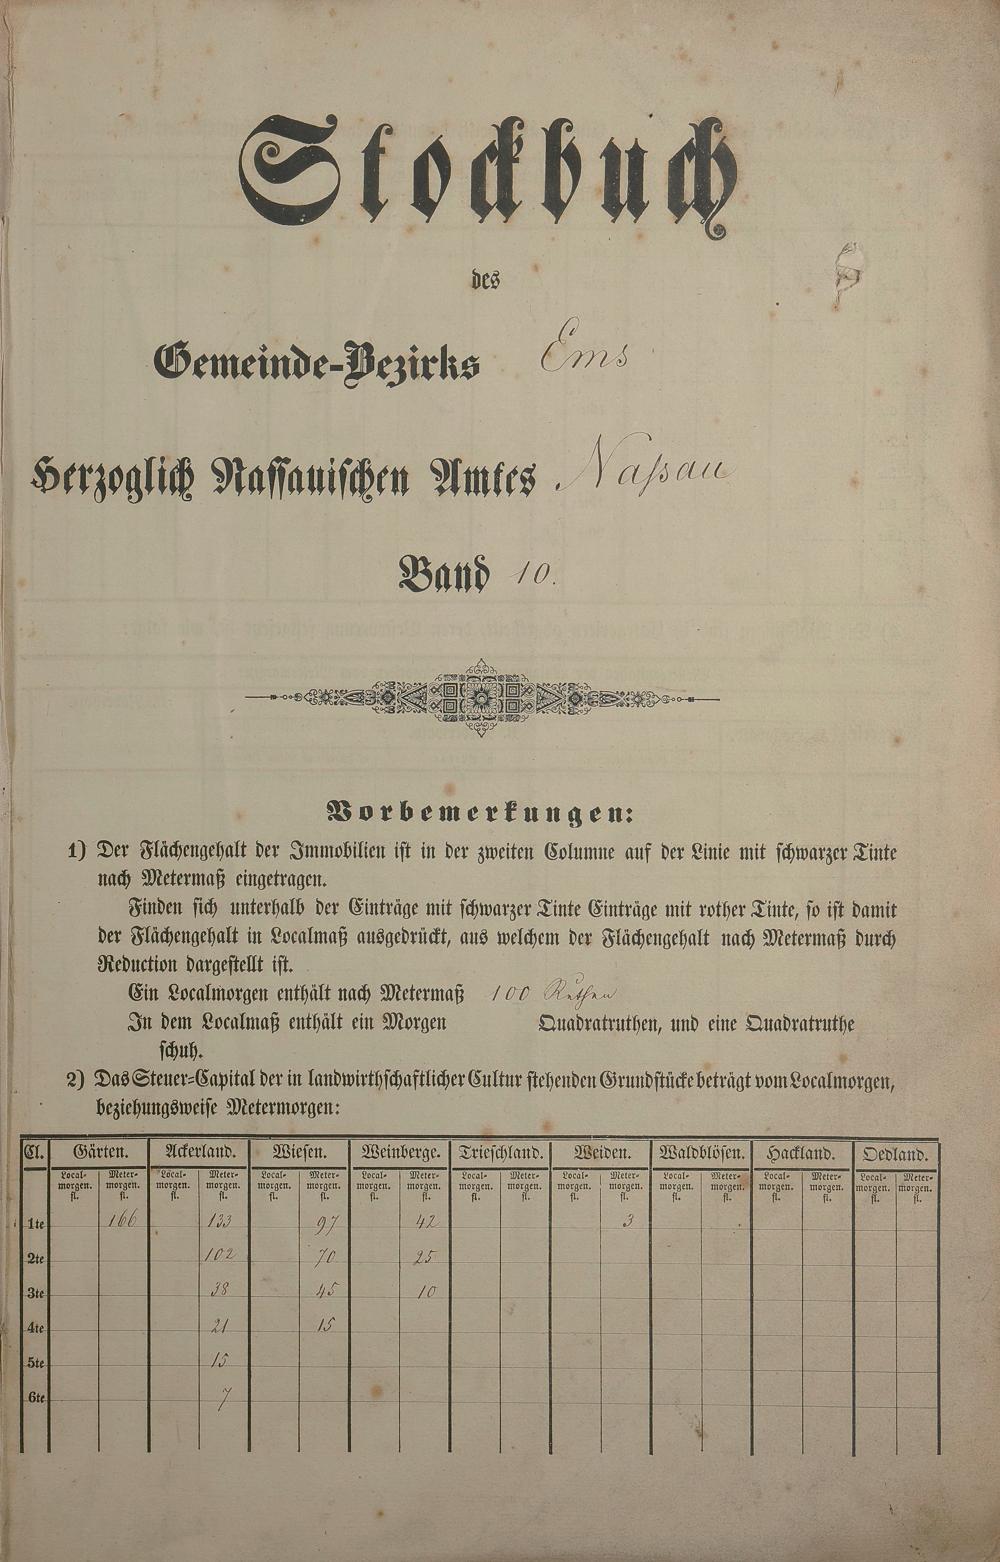 Stockbuch
des
Gemeinde-Bezirks Ems
Herzoglich Nassauischen Amtes Naßau
Band 10.
Vorbemerkungen:
1) Der Flächengehalt der Immobilien ist in der zweiten Columne auf der Linie mit schwarzer Tinte
nach Metermaß eingetragen.
Finden sich unterhalb der Einträge mit schwarzer Tinte Einträge mit rother Tinte, so ist damit
der Flächengehalt in Localmaß ausgedrückt, aus welchem der Flächengehalt nach Metermaß durch
Reduction dargestellt ist.
Ein Localmorgen enthält nach Metermaß 100 Ruthen
In dem Localmaß enthält ein Morgen Quadratruthen, und eine Quadratruthe
schuh.
2) Das Steuer-Capital der in landwirthschaftlicher Cultur stehenden Grundstücke beträgt vom Localmorgen,
beziehungsweise Metermorgen:
Cl. Gärten. Ackerland. Wiesen. Weinberge. Trieschland. Weiden. Waldblösen. Hackland. Oedland.
Local- Meter- Local- Meter- Local- Meter- Local- Meter- Local- Meter- Local- Meter- Local- Meter- Local- Meter- Local- Meter-
morgen. morgen. morgen. morgen. morgen. morgen. morgen. morgen. morgen. morgen. morgen. morgen. morgen. morgen. morgen. morgen. morgen. morgen.
fl. fl. fl. fl. fl. fl. fl. fl. fl. fl. fl. fl. fl. fl. fl. fl. fl. fl.
1te 166 133 97 42 3
2te 102 70 25
3te 38 45 10
4te 21 15
5te 15
6te 7